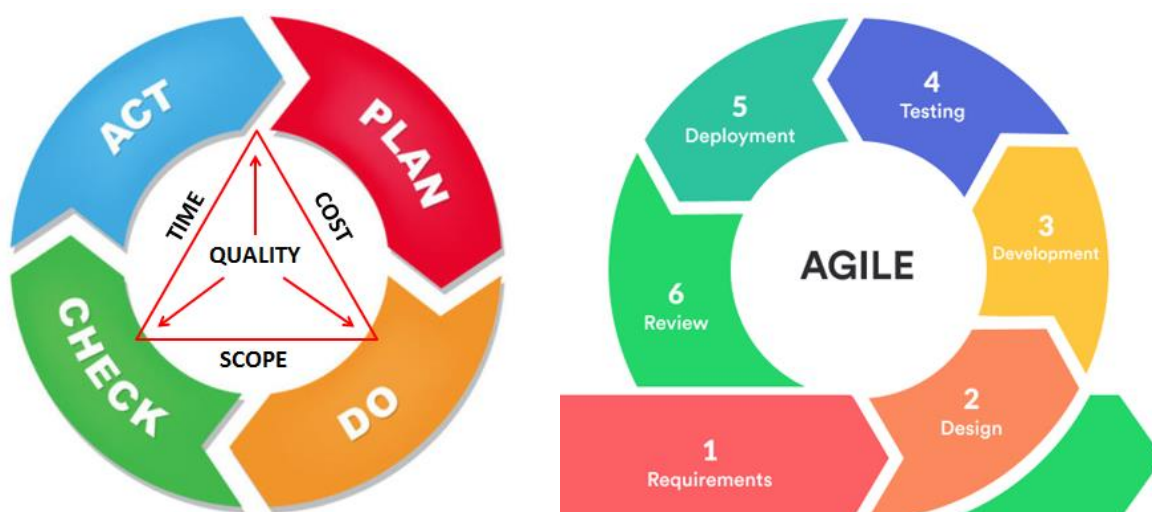 ACT
PLAN
TIME
COST
QUALITY
SCOPE
CHECK
DO
5
Deployment
4
Testing
3
Development
AGILE
6
Review
2
Design
1
Requirements